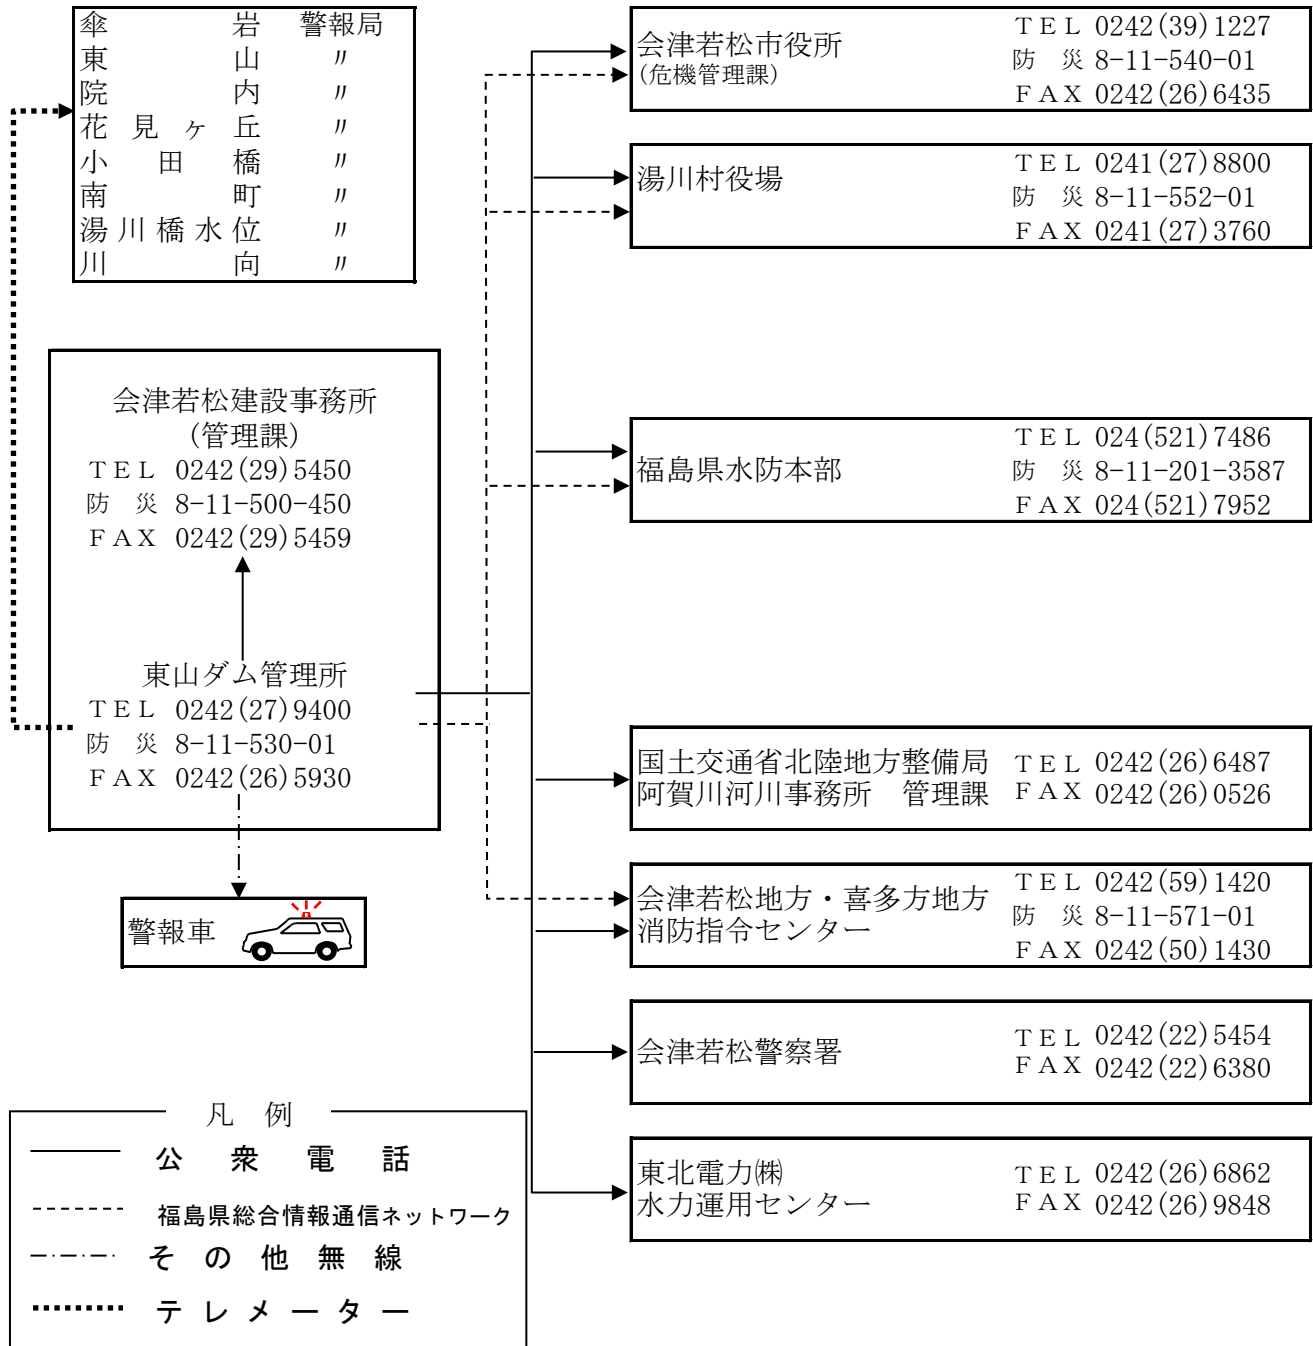 傘岩 警報局
東山 〃
院内 〃
花見ヶ丘 〃
小田橋 〃
南町 〃
湯川橋水位 〃
川向 〃
会津若松建設事務所
(管理課)
ＴＥＬ 0242(29)5450
防 災 8-11-500-450
ＦＡＸ 0242(29)5459
東山ダム管理所
ＴＥＬ 0242(27)9400
防 災 8-11-530-01
ＦＡＸ 0242(26)5930
警報車
会津若松市役所
(危機管理課)
ＴＥＬ 0242(39)1227
防 災 8-11-540-01
ＦＡＸ 0242(26)6435
湯川村役場
ＴＥＬ 0241(27)8800
防 災 8-11-552-01
ＦＡＸ 0241(27)3760
福島県水防本部
ＴＥＬ 024(521)7486
防 災 8-11-201-3587
ＦＡＸ 024(521)7952
国土交通省北陸地方整備局
阿賀川河川事務所 管理課
ＴＥＬ 0242(26)6487
ＦＡＸ 0242(26)0526
会津若松地方・喜多方地方
消防指令センター
ＴＥＬ 0242(59)1420
防 災 8-11-571-01
ＦＡＸ 0242(50)1430
会津若松警察署
ＴＥＬ 0242(22)5454
ＦＡＸ 0242(22)6380
東北電力㈱
水力運用センター
ＴＥＬ 0242(26)6862
ＦＡＸ 0242(26)9848
凡 例
公衆電話
福島県総合情報通信ネットワーク
その他無線
テレメーター